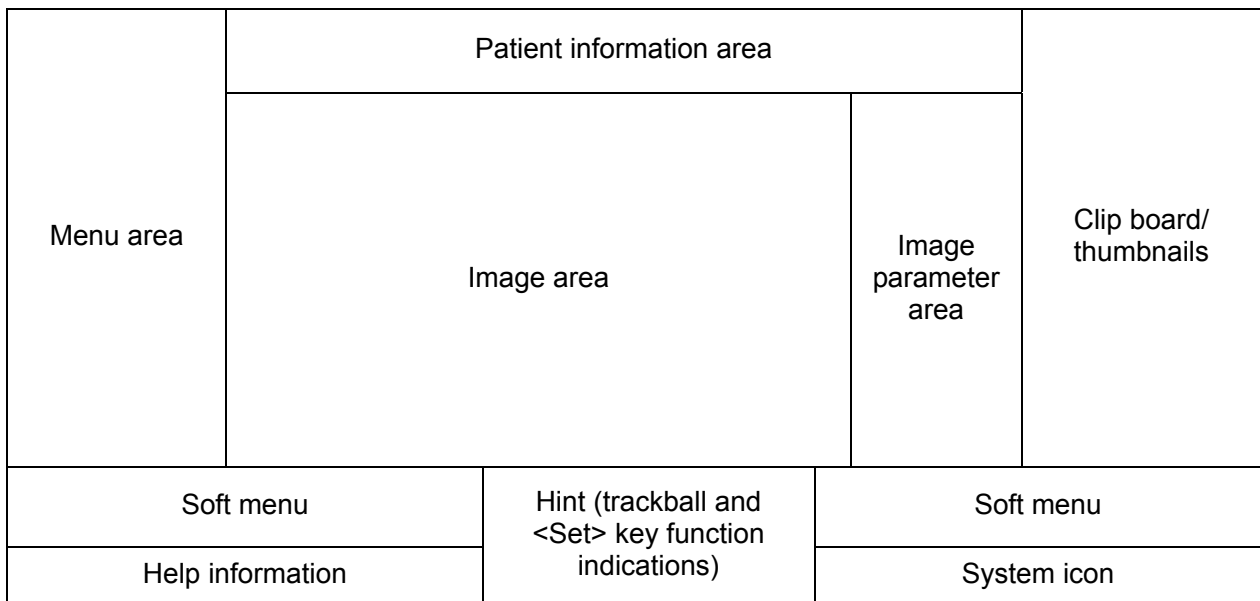 Patient information area
Menu area
Image area
Image
parameter
area
Clip board/
thumbnails
Soft menu
Hint (trackball and
<Set> key function
indications)
Soft menu
Help information
System icon